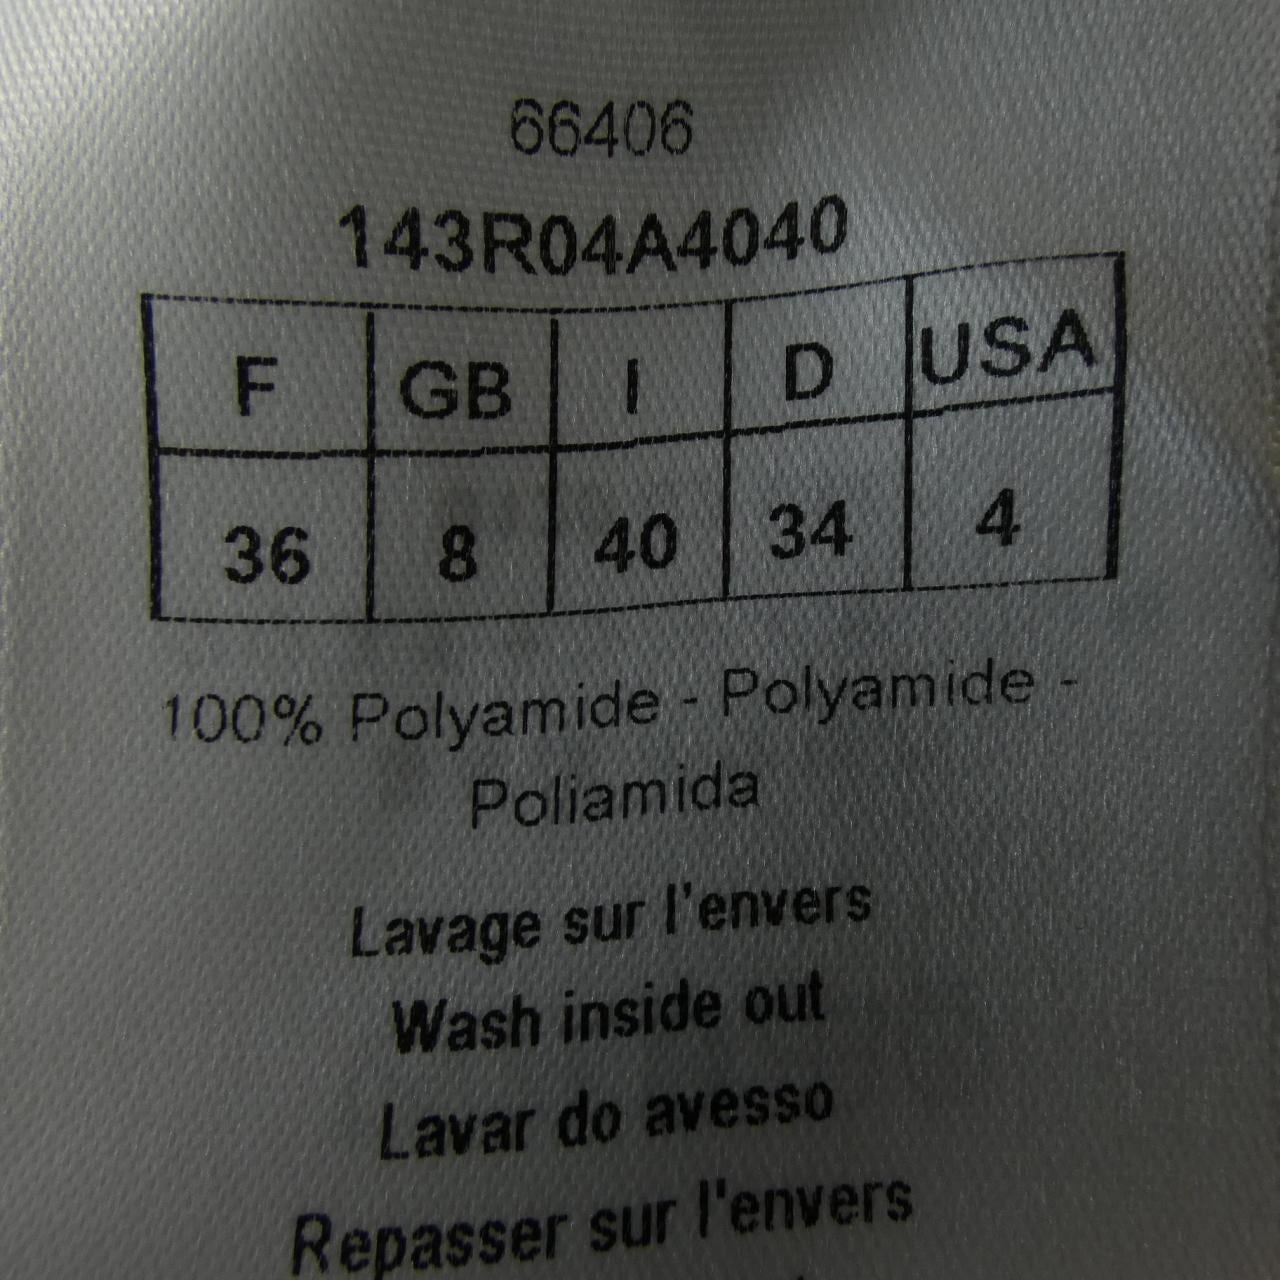 66406
143R04A4040
F GB I D USA
36 8 40 34 4
100% Polyamide - Polyamide -
Poliamida
Lavage sur l'envers
Wash inside out
Lavar do avesso
Repasser sur l'envers